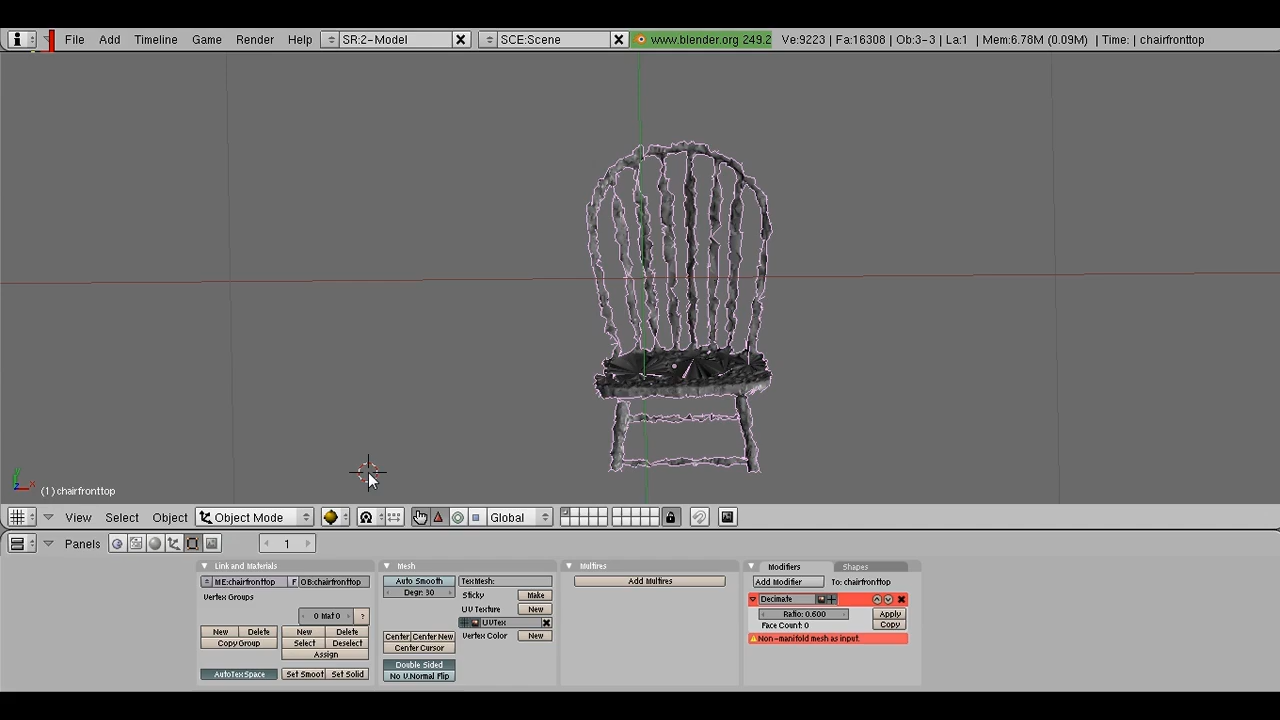 File Add Timeline Game Render Help SR:2-Model SCE:Scene www.blender.org 249.2 Ve:9223 | Fa:16308 | Ob:3-3 | La:1 | Mem:6.78M (0.09M) | Time: | chairfronttop
(1) chairfronttop
View Select Object Object Mode Global
Panels 1
Link and Materials Mesh Multires Modifiers Shapes
ME:chairfronttop F OB:chairfronttop Auto Smooth TexMesh: Add Multires Add Modifier To: chairfronttop
Degr: 30 Sticky Make
Vertex Groups Decimate
UV Texture New
0 Mat 0 ? Ratio: 0.600 Apply
UVTex Face Count: 0 Copy
New Delete New Delete Center Center New Vertex Color New Non-manifold mesh as input.
Copy Group Select Deselect Center Cursor
Assign
Double Sided
AutoTexSpace Set Smoot Set Solid No V.Normal Flip